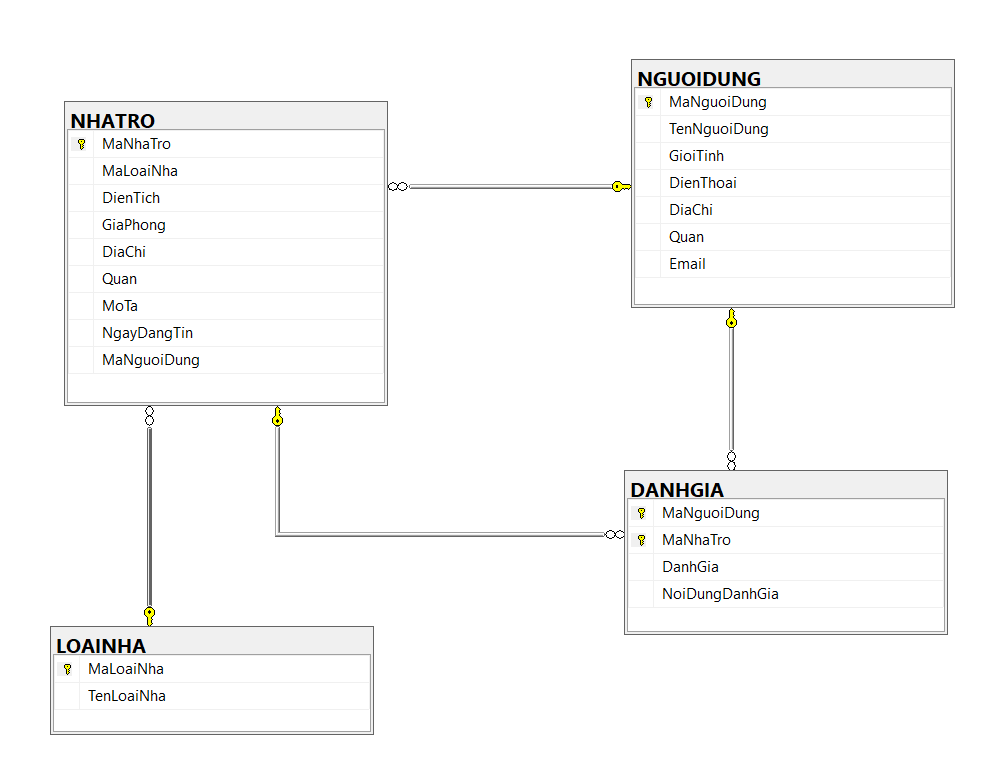 NHATRO
MaNhaTro
MaLoaiNha
DienTich
GiaPhong
DiaChi
Quan
MoTa
NgayDangTin
MaNguoiDung
NGUOIDUNG
MaNguoiDung
TenNguoiDung
GioiTinh
DienThoai
DiaChi
Quan
Email
LOAINHA
MaLoaiNha
TenLoaiNha
DANHGIA
MaNguoiDung
MaNhaTro
DanhGia
NoiDungDanhGia